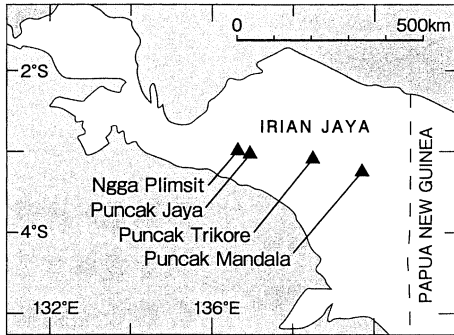 0 500km
2°S
IRIAN JAYA
PAPUA NEW GUINEA
Ngga Plimsit
Puncak Jaya
Puncak Trikore
Puncak Mandala
4°S
132°E 136°E